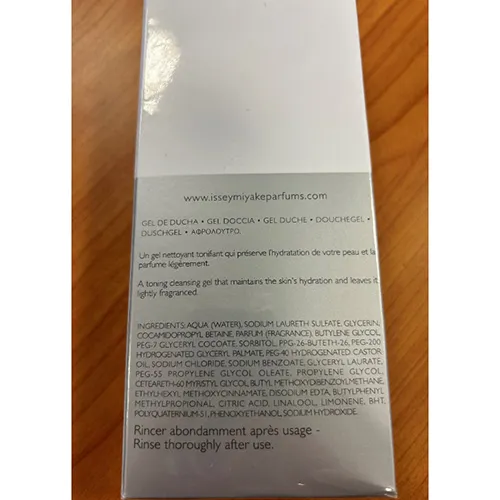 www.isseymiyakeparfums.com
GEL DE DUCHA • GEL DOCCIA • GEL DUCHE • DOUCHEGEL •
DUSCHGEL • ΑΦΡΟΛΟΥΤΡΟ.
Un gel nettoyant tonifiant qui préserve l'hydratation de votre peau et la
parfume légèrement.
A toning cleansing gel that maintains the skin's hydration and leaves it
lightly fragranced.
INGREDIENTS: AQUA (WATER), SODIUM LAURETH SULFATE, GLYCERIN,
COCAMIDOPROPYL BETAINE, PARFUM (FRAGRANCE), BUTYLENE GLYCOL,
PEG-7 GLYCERYL COCOATE, SORBITOL, PPG-26-BUTETH-26, PEG-200
HYDROGENATED GLYCERYL PALMATE, PEG-40 HYDROGENATED CASTOR
OIL, SODIUM CHLORIDE, SODIUM BENZOATE, GLYCERYL LAURATE,
PEG-55 PROPYLENE GLYCOL OLEATE, PROPYLENE GLYCOL,
CETEARETH-60 MYRISTYL GLYCOL, BUTYL METHOXYDIBENZOYLMETHANE,
ETHYLHEXYL METHOXYCINNAMATE, DISODIUM EDTA, BUTYLPHENYL
METHYLPROPIONAL, CITRIC ACID, LINALOOL, LIMONENE, BHT,
POLYQUATERNIUM-51, PHENOXYETHANOL, SODIUM HYDROXIDE.
Rincer abondamment après usage -
Rinse thoroughly after use.